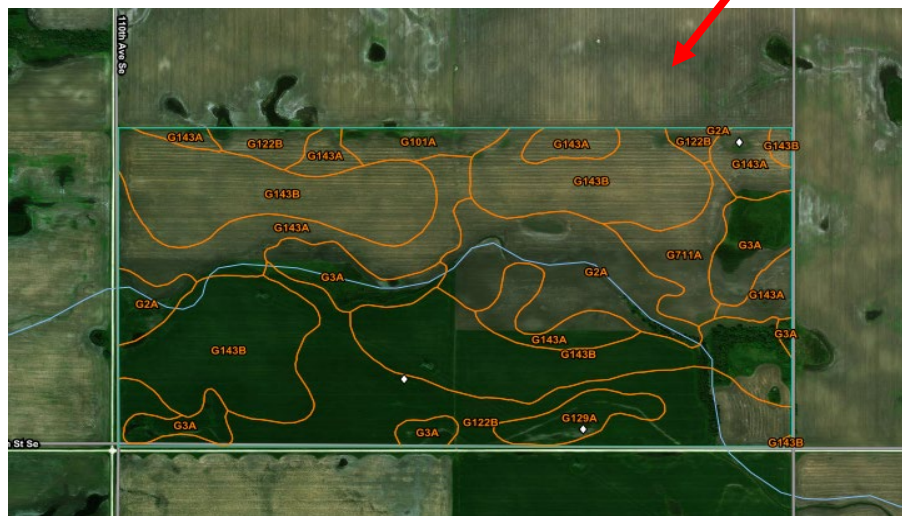 110th Ave Se
G143A
G122B
G143A
G101A
G143A
G2A
G122B
G143B
G143A
G143B
G143B
G143A
G3A
G711A
G3A
G2A
G2A
G143A
G143A
G3A
G143B
G143B
G3A
G3A
G122B
G129A
G143B
h St Se